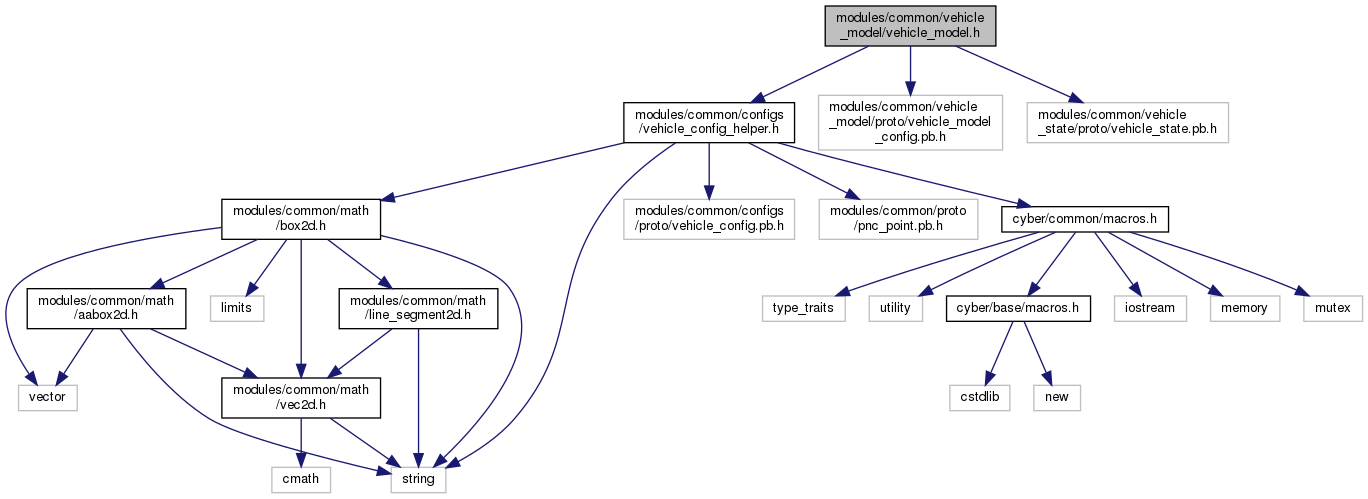 modules/common/vehicle
_model/vehicle_model.h
modules/common/configs
/vehicle_config_helper.h
modules/common/vehicle
_model/proto/vehicle_model
_config.pb.h
modules/common/vehicle
_state/proto/vehicle_state.pb.h
modules/common/math
/box2d.h
modules/common/configs
/proto/vehicle_config.pb.h
modules/common/proto
/pnc_point.pb.h
cyber/common/macros.h
modules/common/math
/aabox2d.h
limits
modules/common/math
/line_segment2d.h
type_traits
utility
cyber/base/macros.h
iostream
memory
mutex
vector
modules/common/math
/vec2d.h
cstdlib
new
cmath
string